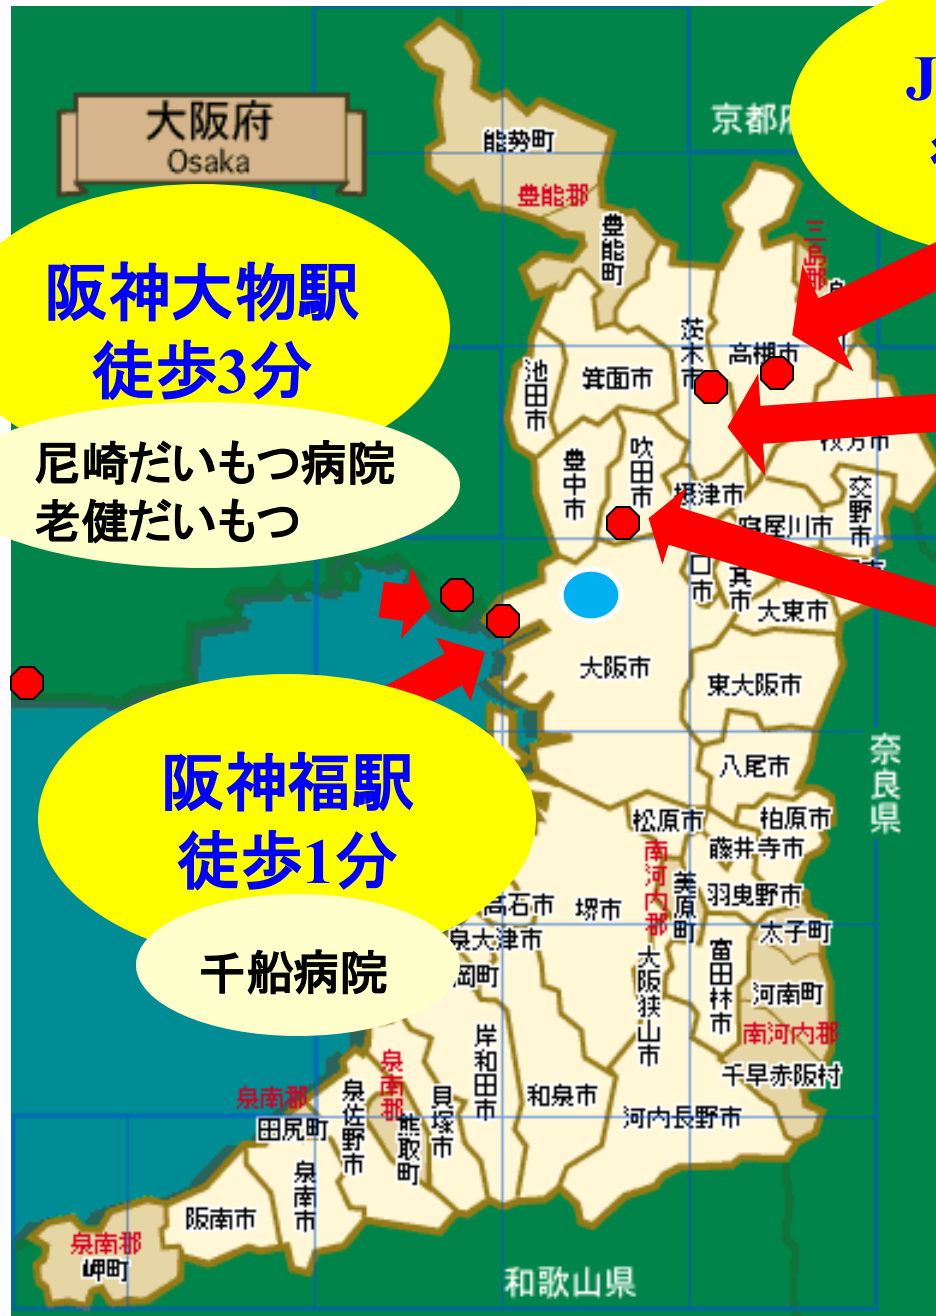 大阪府
Osaka
京都府
J
能勢町
豊能郡
豊能町
三島郡
阪神大物駅
徒歩3分
尼崎だいもつ病院
老健だいもつ
茨木市
高槻市
池田市
箕面市
枚方市
吹田市
豊中市
摂津市
交野市
寝屋川市
口市
大東市
大阪市
東大阪市
奈良県
八尾市
阪神福駅
徒歩1分
千船病院
松原市
柏原市
藤井寺市
南河内郡
美原町
羽曳野市
高石市
堺市
太子町
泉大津市
富田林市
大阪狭山市
岡町
河南町
南河内郡
千早赤阪村
岸和田市
和泉市
河内長野市
泉南郡
泉南郡
泉佐野市
熊取町
貝塚市
田尻町
泉南市
阪南市
泉南郡
岬町
和歌山県